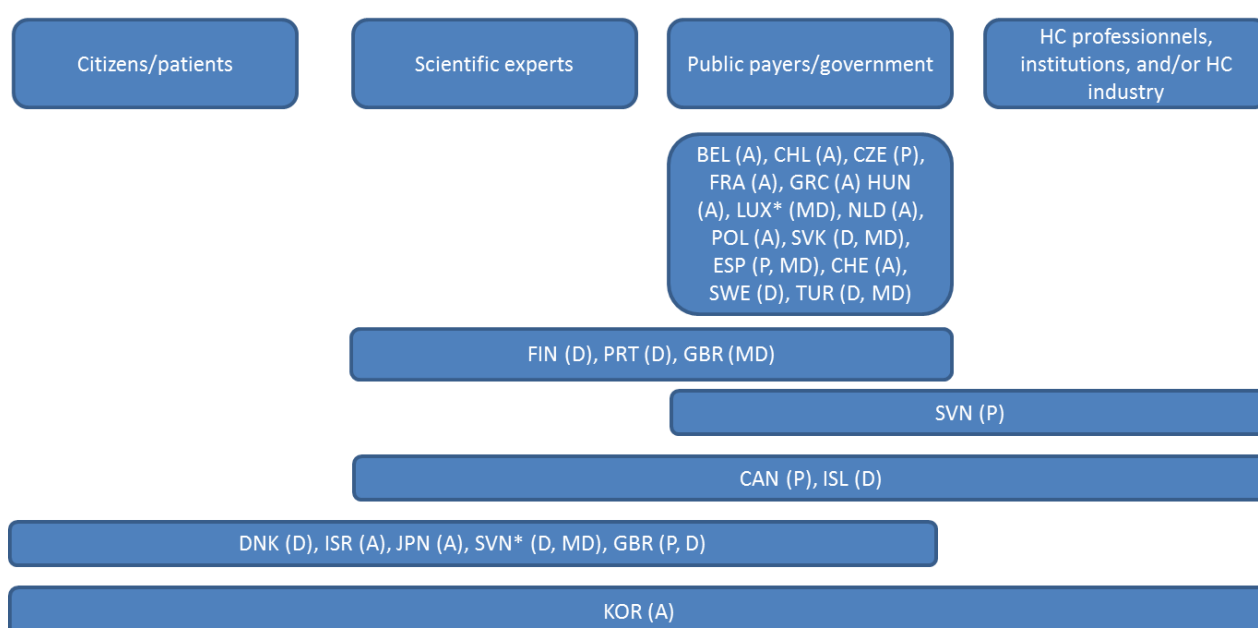 Citizens/patients
Scientific experts
Public payers/government
HC professionnels,
institutions, and/or HC
industry
BEL (A), CHL (A), CZE (P),
FRA (A), GRC (A) HUN
(A), LUX* (MD), NLD (A),
POL (A), SVK (D, MD),
ESP (P, MD), CHE (A),
SWE (D), TUR (D, MD)
FIN (D), PRT (D), GBR (MD)
SVN (P)
CAN (P), ISL (D)
DNK (D), ISR (A), JPN (A), SVN* (D, MD), GBR (P, D)
KOR (A)